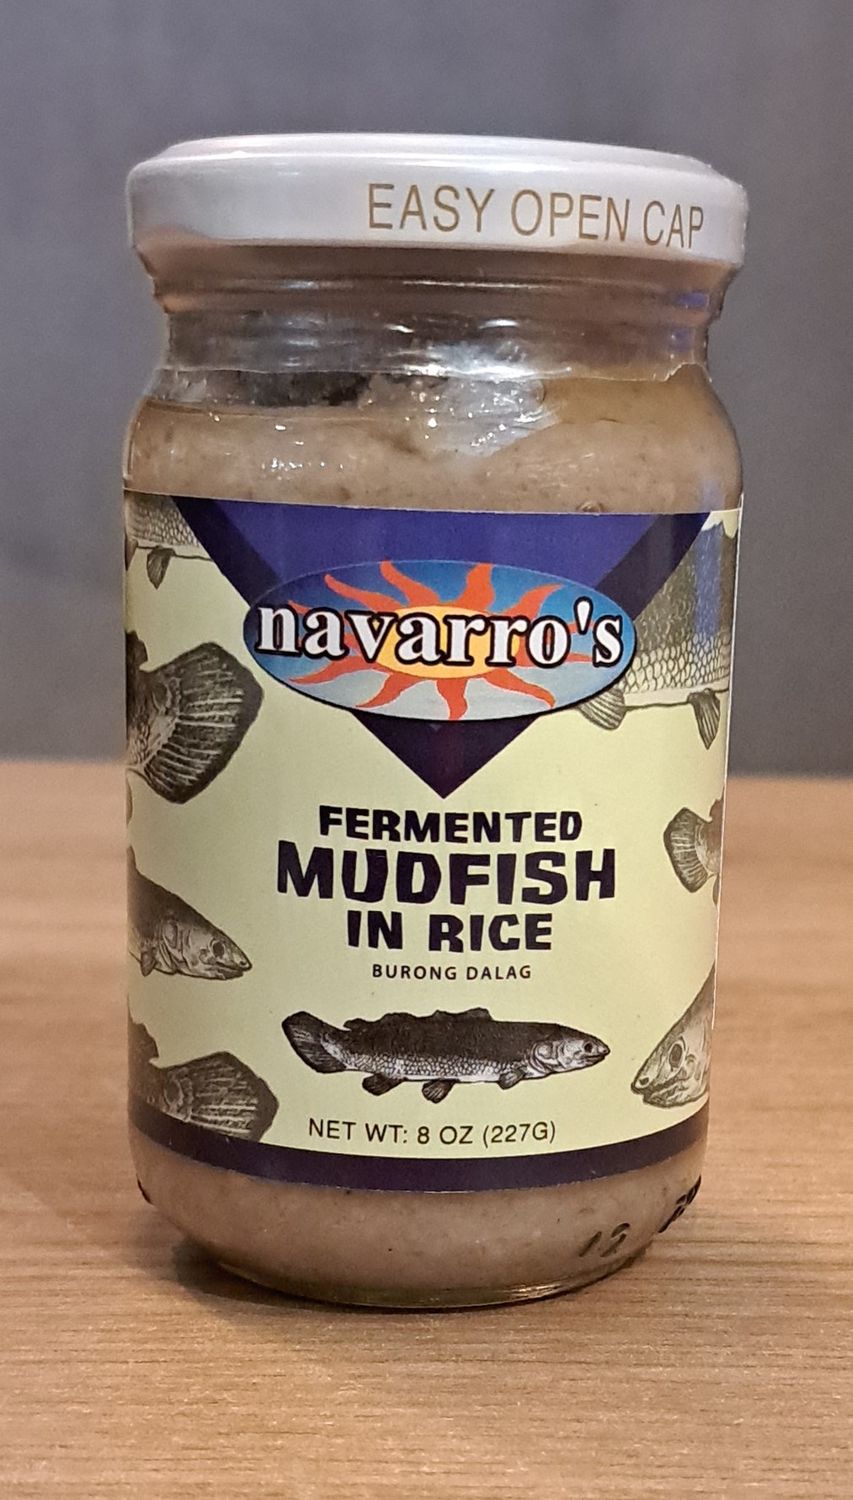 EASY OPEN CAP
navarro's
FERMENTED
MUDFISH
IN RICE
BURONG DALAG
NET WT: 8 OZ (227G)